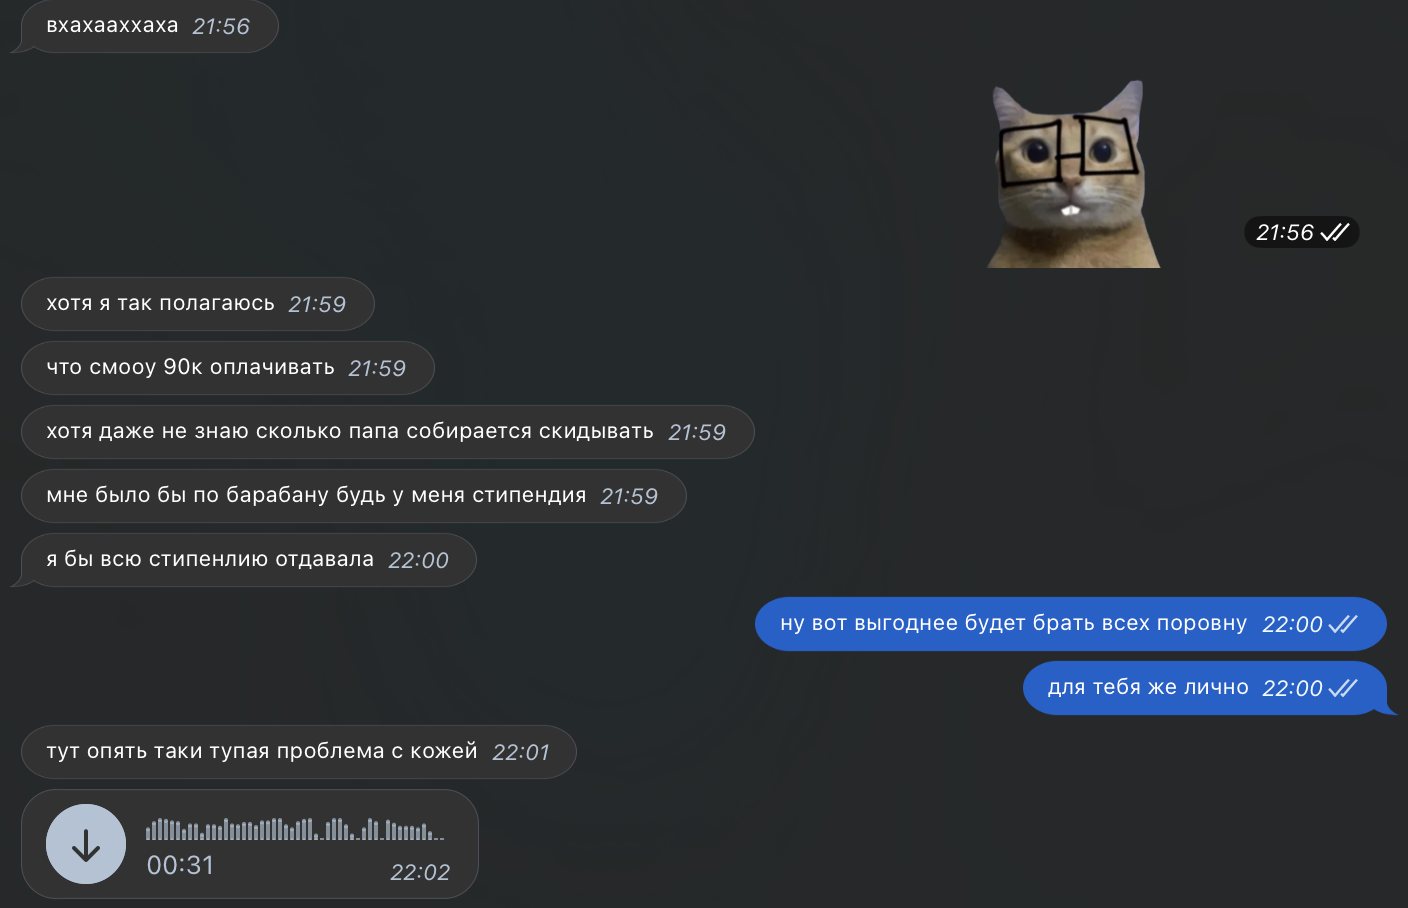 вхахааххаха 21:56
21:56
хотя я так полагаюсь 21:59
что смооу 90к оплачивать 21:59
хотя даже не знаю сколько папа собирается скидывать 21:59
мне было бы по барабану будь у меня стипендия 21:59
я бы всю стипенлию отдавала 22:00
ну вот выгоднее будет брать всех поровну 22:00
для тебя же лично 22:00
тут опять таки тупая проблема с кожей 22:01
00:31 22:02